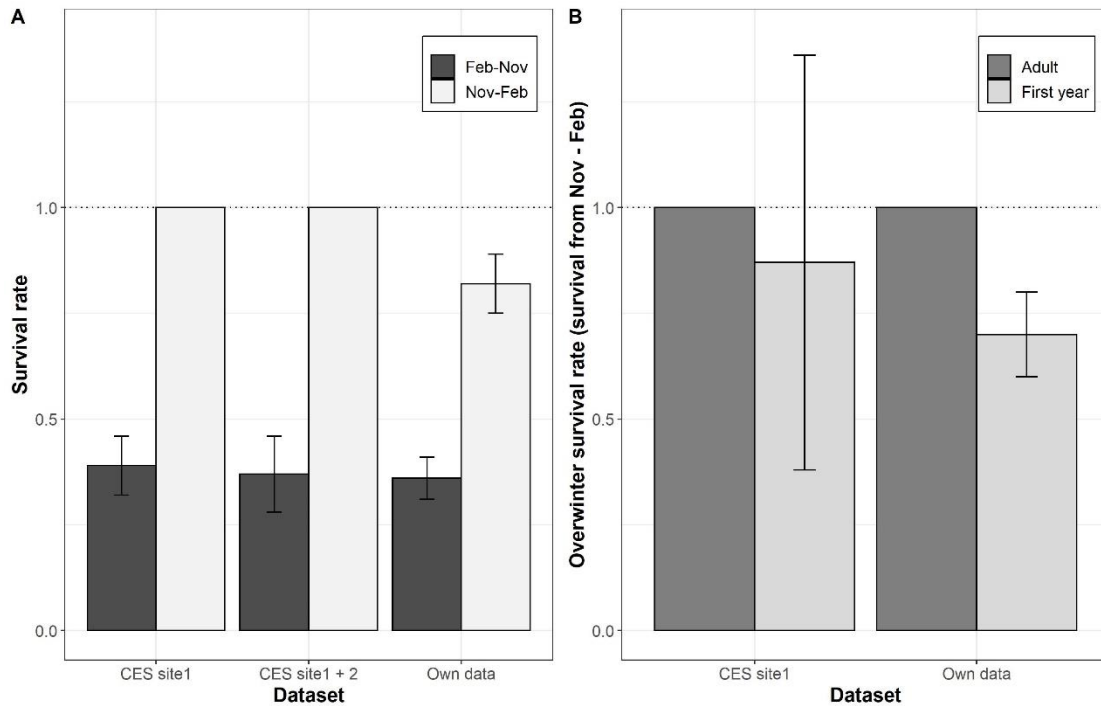 A
Feb-Nov
Nov-Feb
Survival rate
1.0
0.5
0.0
CES site1
CES site1 + 2
Own data
Dataset
B
Adult
First year
Overwinter survival rate (survival from Nov - Feb)
1.0
0.5
0.0
CES site1
Own data
Dataset